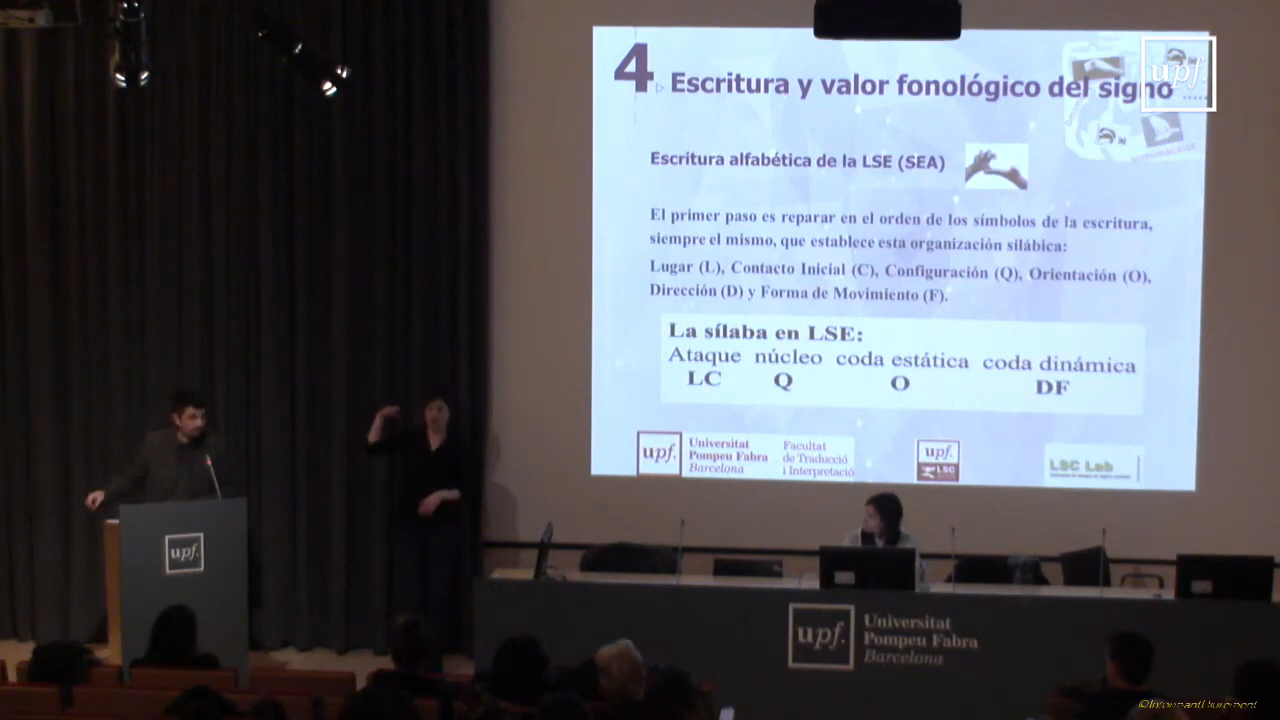 4 Escritura y valor fonológico del signo
upf.
Escritura alfabética de la LSE (SEA)
El primer paso es reparar en el orden de los símbolos de la escritura,
siempre el mismo, que establece esta organización silábica:
Lugar (L), Contacto Inicial (C), Configuración (Q), Orientación (O),
Dirección (D) y Forma de Movimiento (F).
La sílaba en LSE:
Ataque núcleo coda estática coda dinámica
LC Q O DF
upf. Universitat Pompeu Fabra Barcelona
Facultat de Traducció i Interpretació
upf. LSC
LSC Lab
upf.
upf. Universitat
Pompeu Fabra
Barcelona